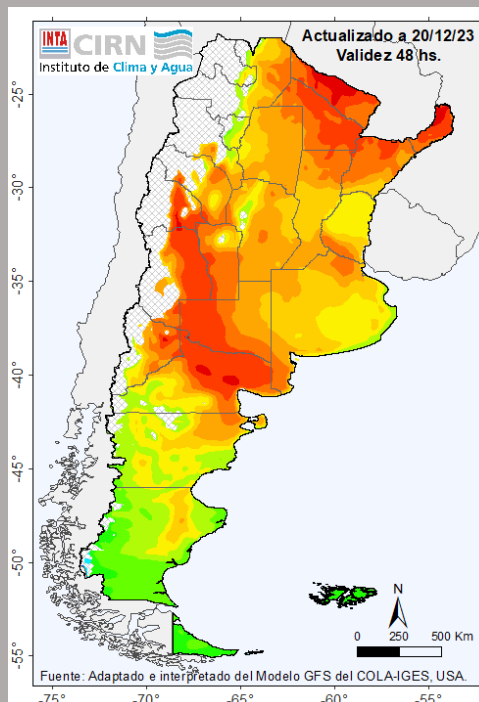 INTA CIRN
Instituto de Clima y Agua
Actualizado a 20/12/23
Validez 48 hs.
-25°
-30°
-35°
-40°
-45°
-50°
-55°
N
0 250 500 Km
Fuente: Adaptado e interpretado del Modelo GFS del COLA-IGES, USA.
-75° -70° -65° -60° -55°